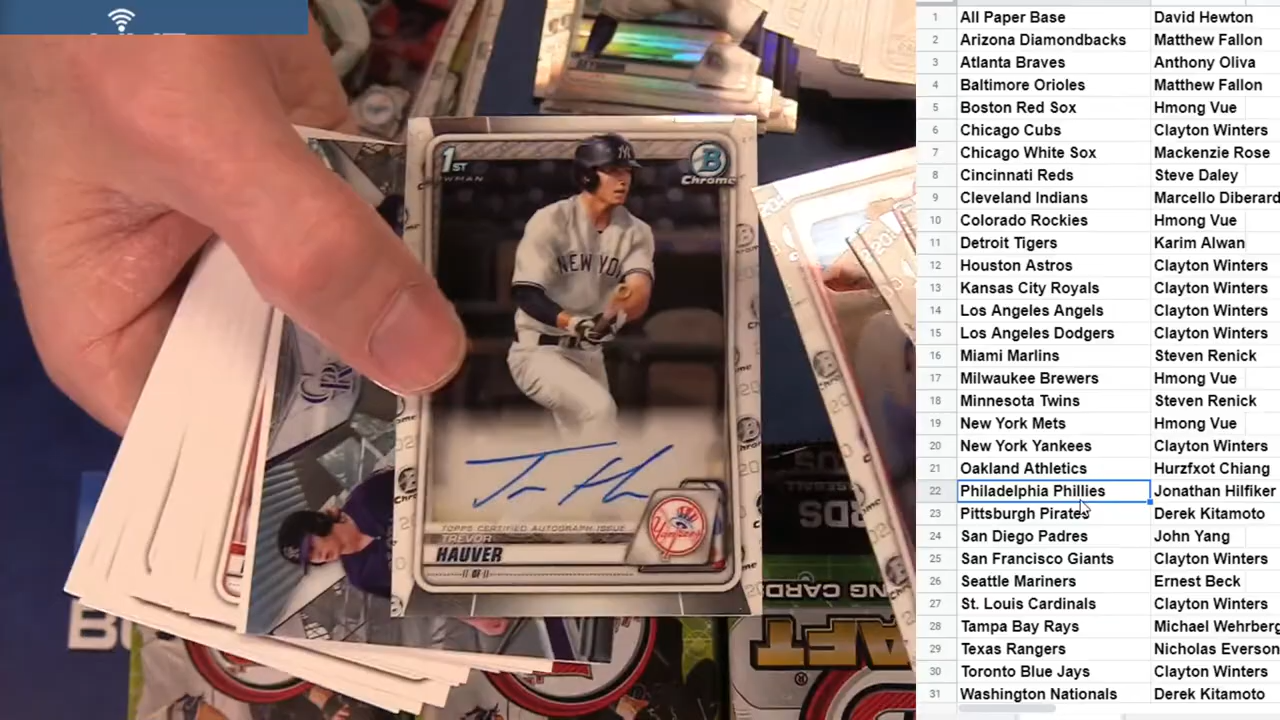 1ST
Chrome
NEW YO
TOPPS CERTIFIED AUTOGRAPH ISSUE
TREVOR
HAUVER
OF
Yankees
1 All Paper Base David Hewton
2 Arizona Diamondbacks Matthew Fallon
3 Atlanta Braves Anthony Oliva
4 Baltimore Orioles Matthew Fallon
5 Boston Red Sox Hmong Vue
6 Chicago Cubs Clayton Winters
7 Chicago White Sox Mackenzie Rose
8 Cincinnati Reds Steve Daley
9 Cleveland Indians Marcello Diberard
10 Colorado Rockies Hmong Vue
11 Detroit Tigers Karim Alwan
12 Houston Astros Clayton Winters
13 Kansas City Royals Clayton Winters
14 Los Angeles Angels Clayton Winters
15 Los Angeles Dodgers Clayton Winters
16 Miami Marlins Steven Renick
17 Milwaukee Brewers Hmong Vue
18 Minnesota Twins Steven Renick
19 New York Mets Hmong Vue
20 New York Yankees Clayton Winters
21 Oakland Athletics Hurzfxot Chiang
22 Philadelphia Phillies Jonathan Hilfiker
23 Pittsburgh Pirates Derek Kitamoto
24 San Diego Padres John Yang
25 San Francisco Giants Clayton Winters
26 Seattle Mariners Ernest Beck
27 St. Louis Cardinals Clayton Winters
28 Tampa Bay Rays Michael Wehrberg
29 Texas Rangers Nicholas Everson
30 Toronto Blue Jays Clayton Winters
31 Washington Nationals Derek Kitamoto